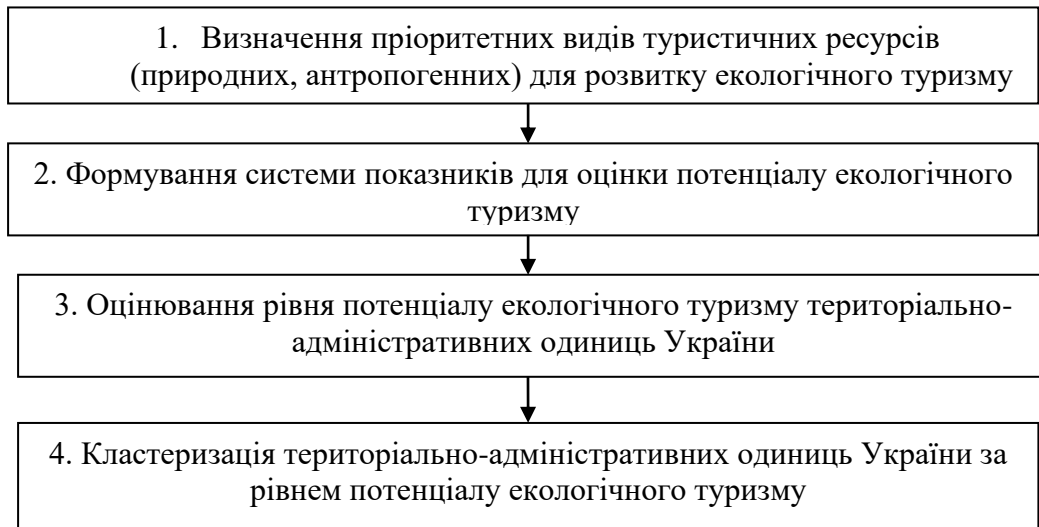 1. Визначення пріоритетних видів туристичних ресурсів
(природних, антропогенних) для розвитку екологічного туризму
2. Формування системи показників для оцінки потенціалу екологічного
туризму
3. Оцінювання рівня потенціалу екологічного туризму територіально-
адміністративних одиниць України
4. Кластеризація територіально-адміністративних одиниць України за
рівнем потенціалу екологічного туризму